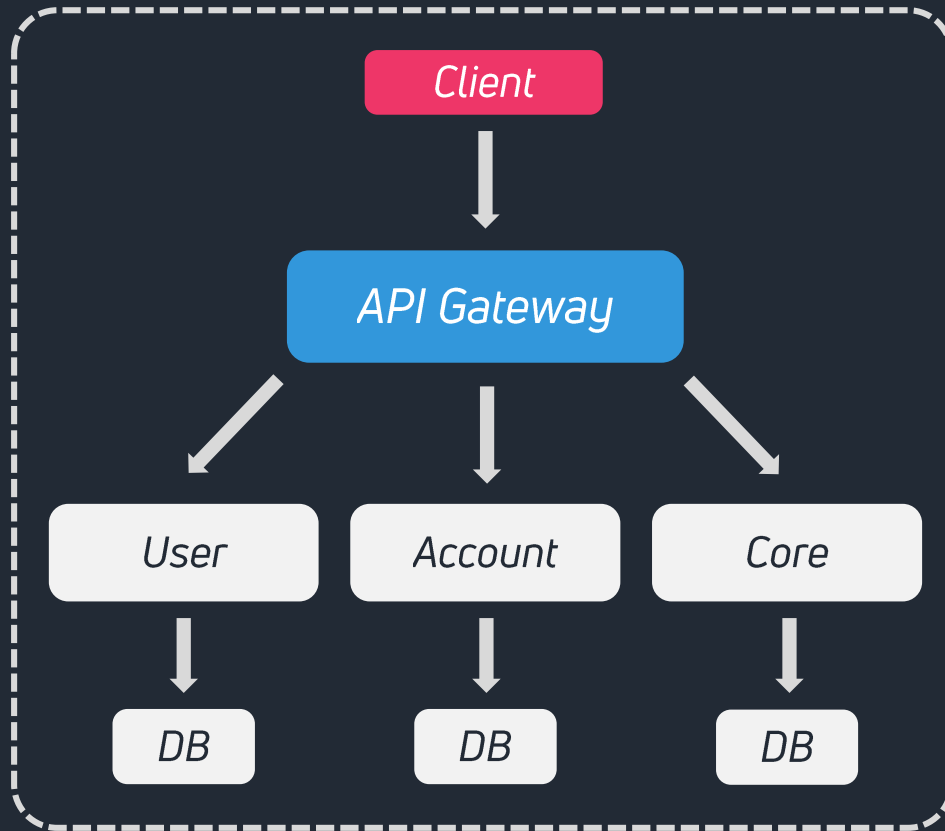 Client
API Gateway
User
Account
Core
DB
DB
DB